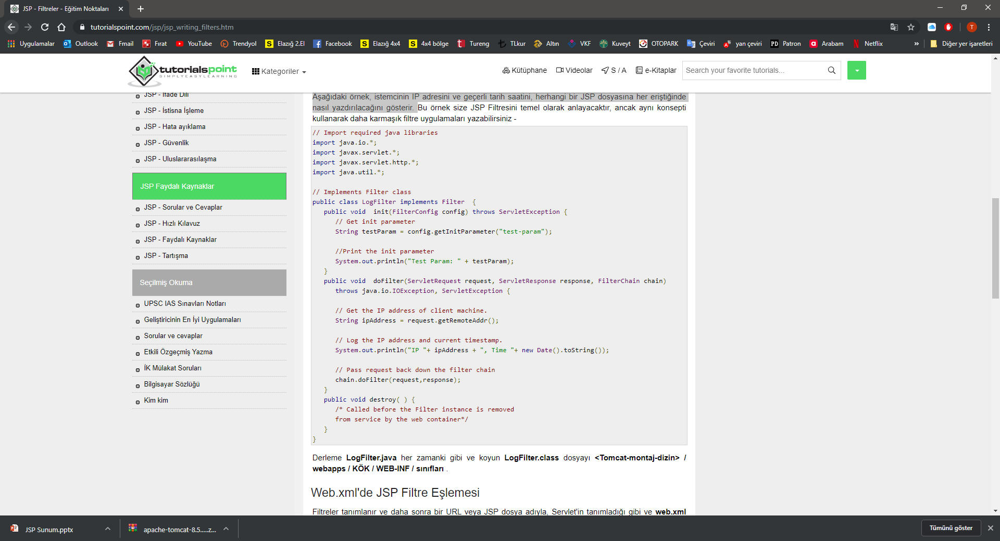 JSP - Filtreler - Eğitim Noktaları
tutorialspoint.com/jsp/jsp_writing_filters.htm
T
Uygulamalar Outlook Fmail Fırat YouTube Trendyol Elazığ 2.El Facebook Elazığ 4x4 4x4 bölge Tureng TLkur Altın VKF Kuveyt OTOPARK Çeviri yan çeviri Patron Arabam Netflix » Diğer yer işaretleri
tutorialspoint
SIMPLYEASYLEARNING
Kategoriler
Kütüphane Videolar S / A e-Kitaplar Search your favorite tutorials...
JSP - İfade Dili
JSP - İstisna İşleme
JSP - Hata ayıklama
JSP - Güvenlik
JSP - Uluslararasılaşma
JSP Faydalı Kaynaklar
JSP - Sorular ve Cevaplar
JSP - Hızlı Kılavuz
JSP - Faydalı Kaynaklar
JSP - Tartışma
Seçilmiş Okuma
UPSC IAS Sınavları Notları
Geliştiricinin En İyi Uygulamaları
Sorular ve cevaplar
Etkili Özgeçmiş Yazma
İK Mülakat Soruları
Bilgisayar Sözlüğü
Kim kim
Aşağıdaki örnek, istemcinin IP adresini ve geçerli tarih saatini, herhangi bir JSP dosyasına her eriştiğinde
nasıl yazdırılacağını gösterir. Bu örnek size JSP Filtresini temel olarak anlayacaktır, ancak aynı konsepti
kullanarak daha karmaşık filtre uygulamaları yazabilirsiniz -
// Import required java libraries
import java.io.*;
import javax.servlet.*;
import javax.servlet.http.*;
import java.util.*;
// Implements Filter class
public class LogFilter implements Filter  {
   public void  init(FilterConfig config) throws ServletException {
      // Get init parameter
      String testParam = config.getInitParameter("test-param");
      //Print the init parameter
      System.out.println("Test Param: " + testParam);
   }
   public void  doFilter(ServletRequest request, ServletResponse response, FilterChain chain)
      throws java.io.IOException, ServletException {
      // Get the IP address of client machine.
      String ipAddress = request.getRemoteAddr();
      // Log the IP address and current timestamp.
      System.out.println("IP "+ ipAddress + ", Time "+ new Date().toString());
      // Pass request back down the filter chain
      chain.doFilter(request,response);
   }
   public void destroy( ) {
      /* Called before the Filter instance is removed
      from service by the web container*/
   }
}
Derleme LogFilter.java her zamanki gibi ve koyun LogFilter.class dosyayı <Tomcat-montaj-dizin> /
webapps / KÖK / WEB-INF / sınıfları .
Web.xml'de JSP Filtre Eşlemesi
Filtreler tanımlanır ve daha sonra bir URL veya JSP dosya adıyla, Servlet'in tanımladığı gibi ve web.xml
JSP Sunum.pptx
apache-tomcat-8.5.....z...
Tümünü göster